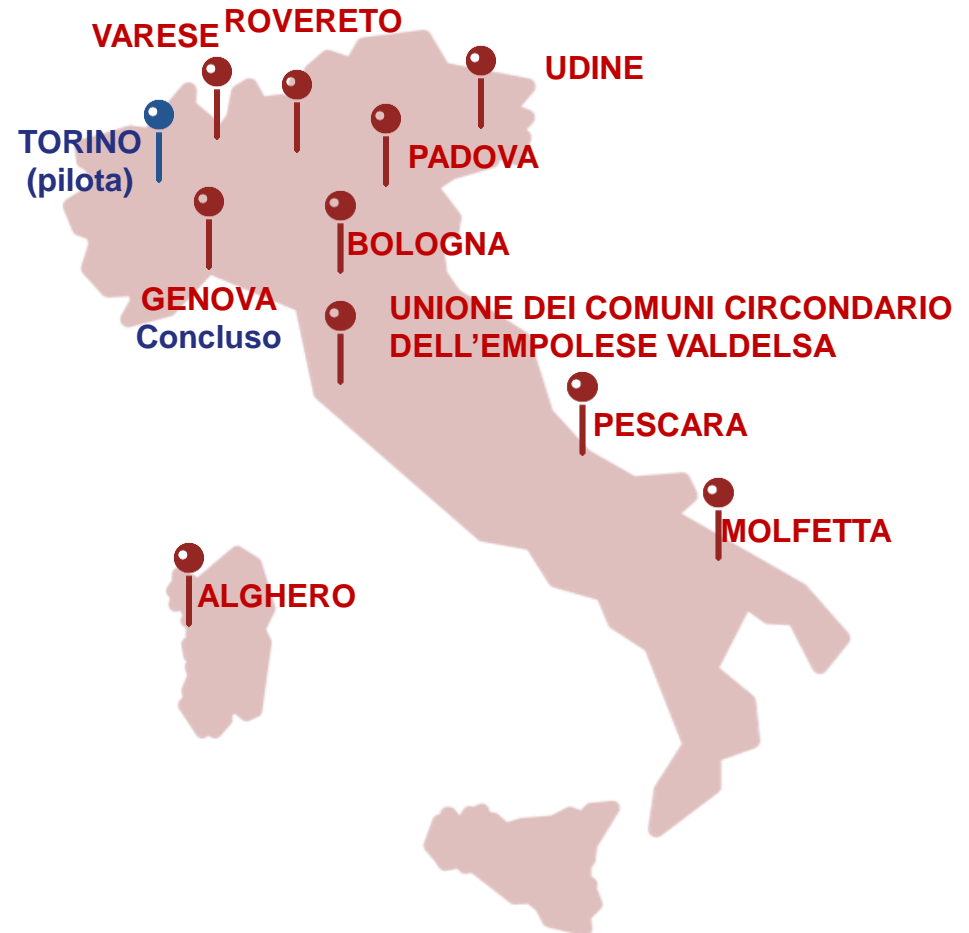 ROVERETO
VARESE
UDINE
TORINO
(pilota)
PADOVA
BOLOGNA
GENOVA
Concluso
UNIONE DEI COMUNI CIRCONDARIO
DELL’EMPOLESE VALDELSA
PESCARA
MOLFETTA
ALGHERO